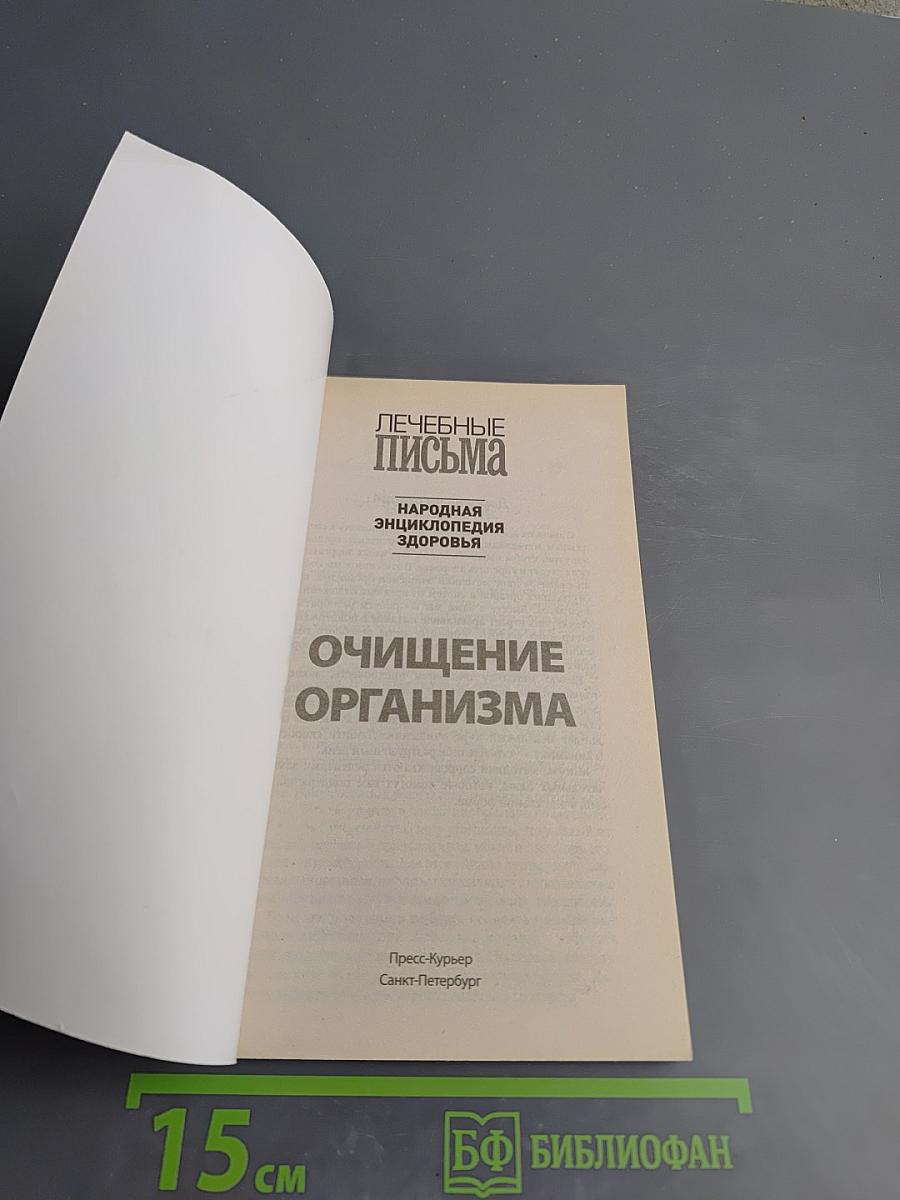 ЛЕЧЕБНЫЕ
ПИСЬМА
НАРОДНАЯ
ЭНЦИКЛОПЕДИЯ
ЗДОРОВЬЯ
ОЧИЩЕНИЕ
ОРГАНИЗМА
Пресс-Курьер
Санкт-Петербург
15 см
БФ БИБЛИОФАН